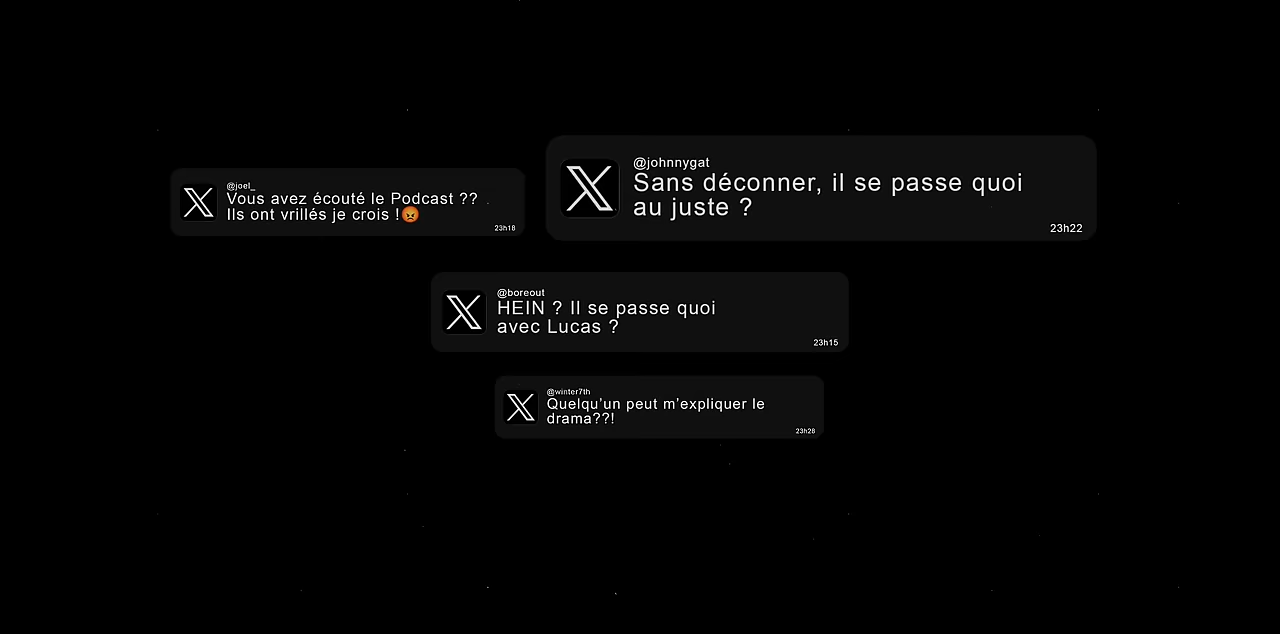 @joel_
Vous avez écouté le Podcast ??
Ils ont vrillés je crois !😡
23h18
@johnnygat
Sans déconner, il se passe quoi
au juste ?
23h22
@boreout
HEIN ? Il se passe quoi
avec Lucas ?
23h15
@winter7th
Quelqu’un peut m’expliquer le
drama??!
23h28